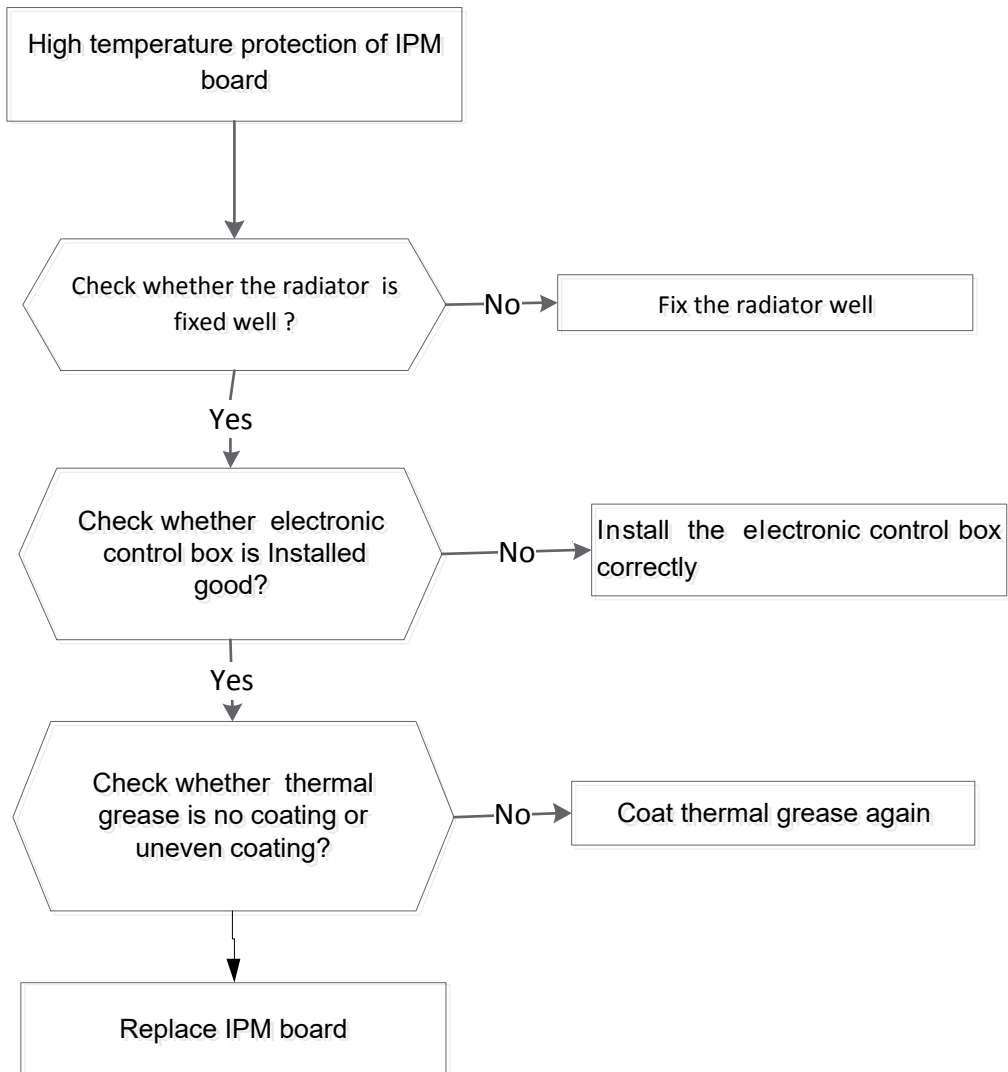 High temperature protection of IPM
board
Check whether the radiator is
fixed well ?
No
Fix the radiator well
Yes
Check whether electronic
control box is Installed
good?
No
Install the electronic control box
correctly
Yes
Check whether thermal
grease is no coating or
uneven coating?
No
Coat thermal grease again
Replace IPM board